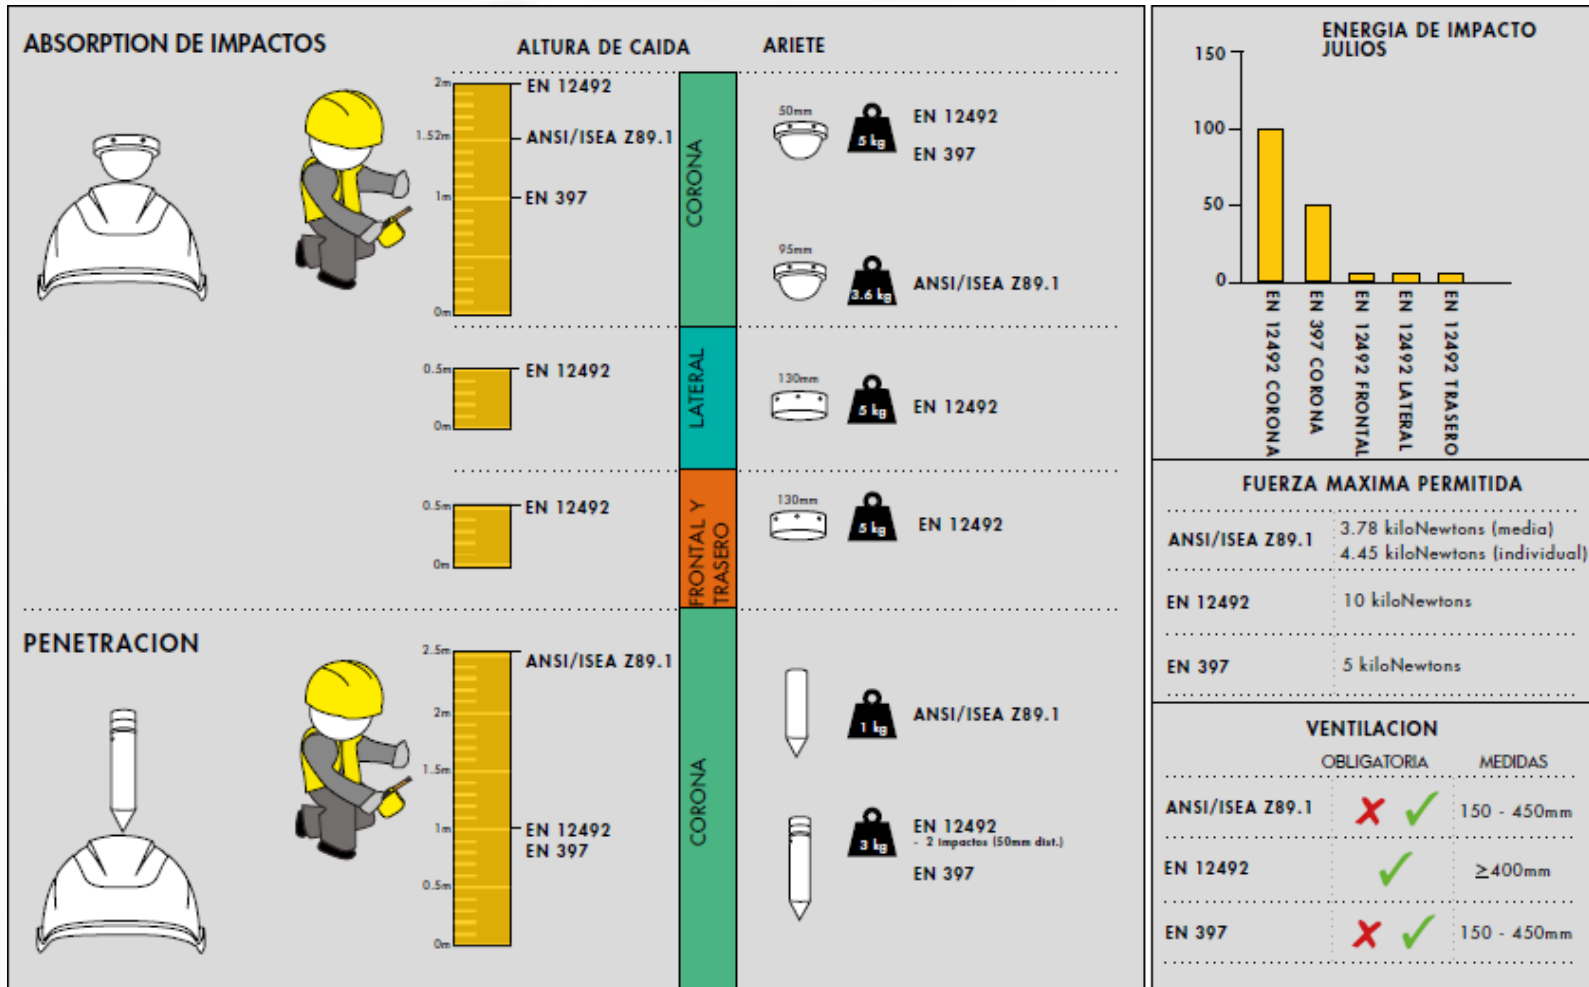 ABSORPTION DE IMPACTOS
ALTURA DE CAIDA
ARIETE
2m
EN 12492
1.52m
ANSI/ISEA Z89.1
1m
EN 397
0m
CORONA
50mm
5 kg
EN 12492
EN 397
95mm
3.6 kg
ANSI/ISEA Z89.1
0.5m
EN 12492
0m
LATERAL
130mm
5 kg
EN 12492
0.5m
EN 12492
0m
FRONTAL Y
TRASERO
130mm
5 kg
EN 12492
PENETRACION
2.5m
ANSI/ISEA Z89.1
2m
1.5m
1m
EN 12492
EN 397
0.5m
0m
CORONA
1 kg
ANSI/ISEA Z89.1
3 kg
EN 12492
- 2 impactos (50mm dist.)
EN 397
ENERGIA DE IMPACTO
JULIOS
150
100
50
0
EN 12492 CORONA
EN 397 CORONA
EN 12492 FRONTAL
EN 12492 LATERAL
EN 12492 TRASERO
FUERZA MAXIMA PERMITIDA
ANSI/ISEA Z89.1
3.78 kiloNewtons (media)
4.45 kiloNewtons (individual)
EN 12492
10 kiloNewtons
EN 397
5 kiloNewtons
VENTILACION
OBLIGATORIA
MEDIDAS
ANSI/ISEA Z89.1
150 - 450mm
EN 12492
≥400mm
EN 397
150 - 450mm